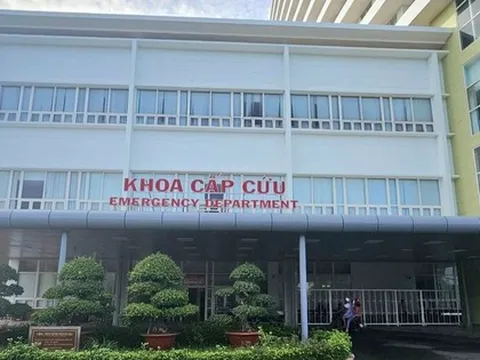 KHOA CẤP CỨU
EMERGENCY DEPARTMENT